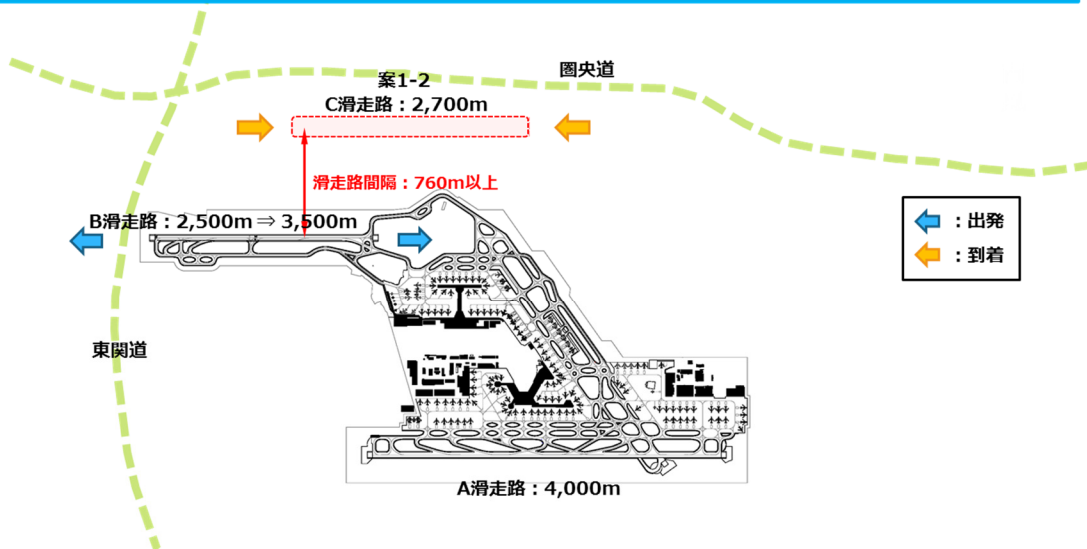 圏央道
案1-2
C滑走路：2,700m
滑走路間隔：760m以上
B滑走路：2,500m ⇒ 3,500m
：出発
：到着
東関道
A滑走路：4,000m